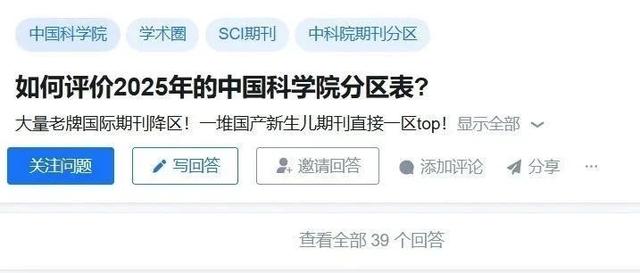 中国科学院 学术圈 SCI期刊 中科院期刊分区
如何评价2025年的中国科学院分区表?
大量老牌国际期刊降区！一堆国产新生儿期刊直接一区top！ 显示全部
关注问题 写回答 邀请回答 添加评论 分享 ···
查看全部 39 个回答